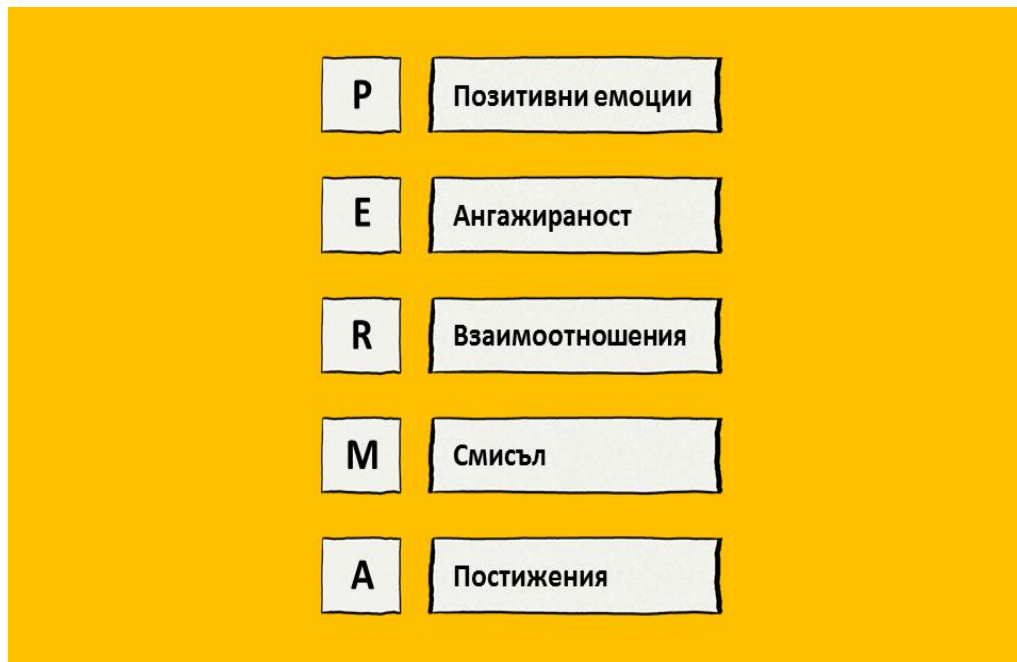 P Позитивни емоции
E Ангажираност
R Взаимоотношения
M Смисъл
A Постижения